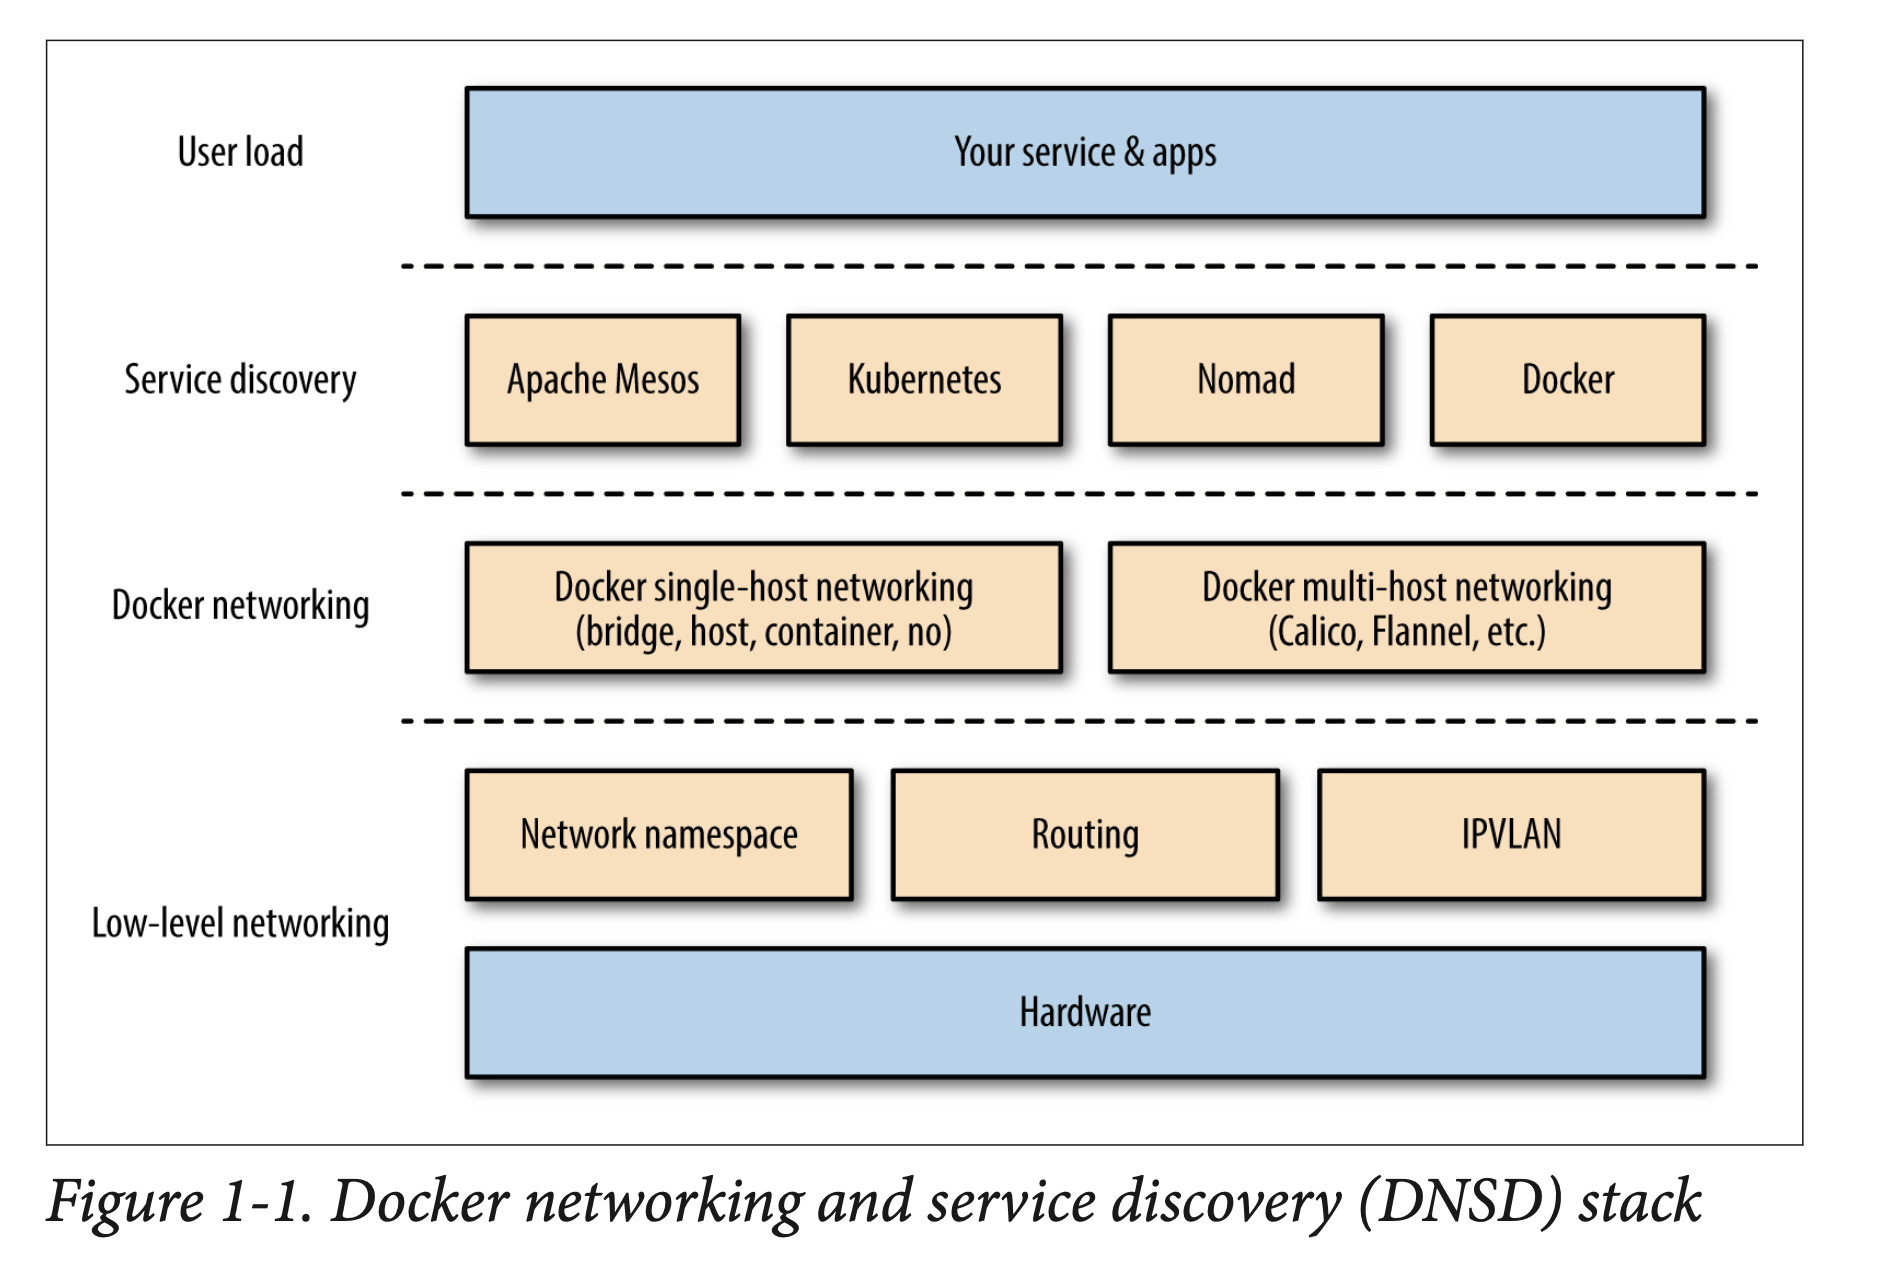 User load
Your service & apps
Service discovery
Apache Mesos
Kubernetes
Nomad
Docker
Docker networking
Docker single-host networking
(bridge, host, container, no)
Docker multi-host networking
(Calico, Flannel, etc.)
Low-level networking
Network namespace
Routing
IPVLAN
Hardware
Figure 1-1. Docker networking and service discovery (DNSD) stack